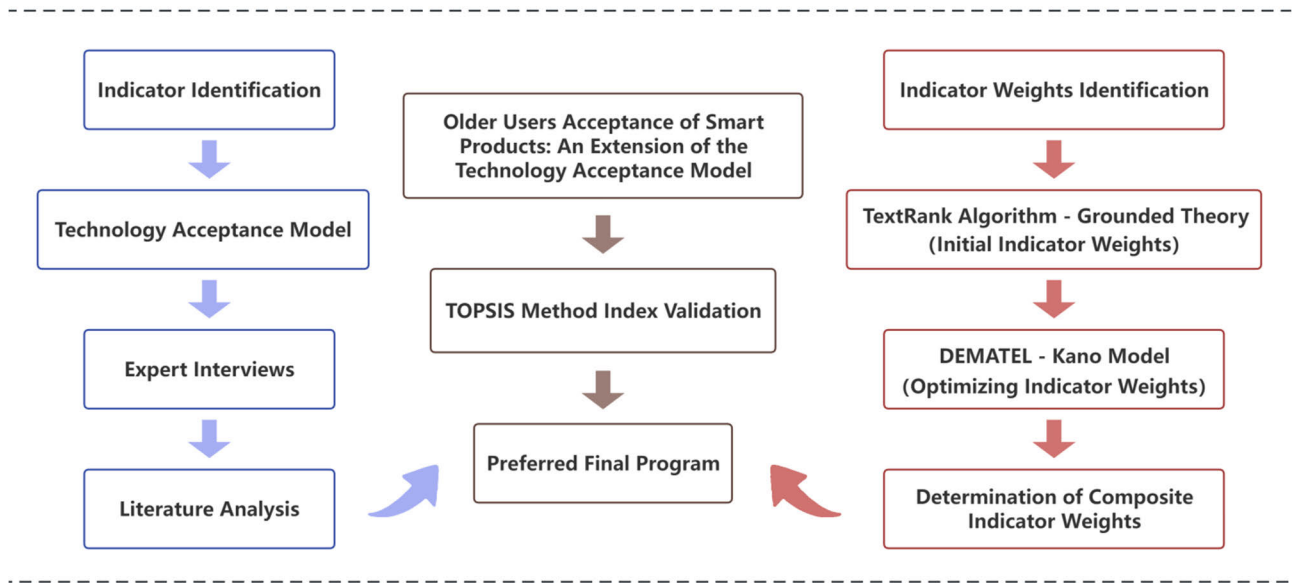 Indicator Identification
Technology Acceptance Model
Expert Interviews
Literature Analysis
Older Users Acceptance of Smart
Products: An Extension of the
Technology Acceptance Model
TOPSIS Method Index Validation
Preferred Final Program
Indicator Weights Identification
TextRank Algorithm - Grounded Theory
(Initial Indicator Weights)
DEMATEL - Kano Model
(Optimizing Indicator Weights)
Determination of Composite
Indicator Weights